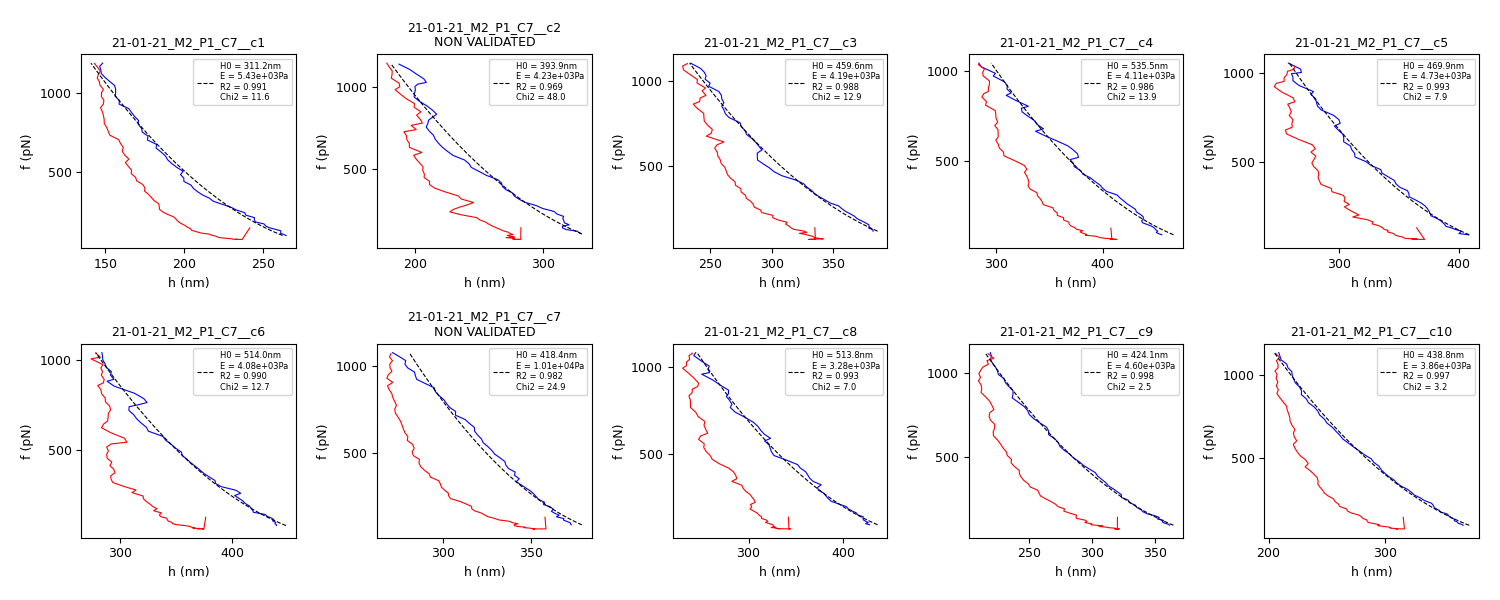 21-01-21_M2_P1_C7__c1
H0 = 311.2nm
E = 5.43e+03Pa
R2 = 0.991
Chi2 = 11.6
f (pN)
1000
500
150 200 250
h (nm)
21-01-21_M2_P1_C7__c2
NON VALIDATED
H0 = 393.9nm
E = 4.23e+03Pa
R2 = 0.969
Chi2 = 48.0
f (pN)
1000
500
200 300
h (nm)
21-01-21_M2_P1_C7__c3
H0 = 459.6nm
E = 4.19e+03Pa
R2 = 0.988
Chi2 = 12.9
f (pN)
1000
500
250 300 350
h (nm)
21-01-21_M2_P1_C7__c4
H0 = 535.5nm
E = 4.11e+03Pa
R2 = 0.986
Chi2 = 13.9
f (pN)
1000
500
300 400
h (nm)
21-01-21_M2_P1_C7__c5
H0 = 469.9nm
E = 4.73e+03Pa
R2 = 0.993
Chi2 = 7.9
f (pN)
1000
500
300 400
h (nm)
21-01-21_M2_P1_C7__c6
H0 = 514.0nm
E = 4.08e+03Pa
R2 = 0.990
Chi2 = 12.7
f (pN)
1000
500
300 400
h (nm)
21-01-21_M2_P1_C7__c7
NON VALIDATED
H0 = 418.4nm
E = 1.01e+04Pa
R2 = 0.982
Chi2 = 24.9
f (pN)
1000
500
300 350
h (nm)
21-01-21_M2_P1_C7__c8
H0 = 513.8nm
E = 3.28e+03Pa
R2 = 0.993
Chi2 = 7.0
f (pN)
1000
500
300 400
h (nm)
21-01-21_M2_P1_C7__c9
H0 = 424.1nm
E = 4.60e+03Pa
R2 = 0.998
Chi2 = 2.5
f (pN)
1000
500
250 300 350
h (nm)
21-01-21_M2_P1_C7__c10
H0 = 438.8nm
E = 3.86e+03Pa
R2 = 0.997
Chi2 = 3.2
f (pN)
1000
500
200 300
h (nm)